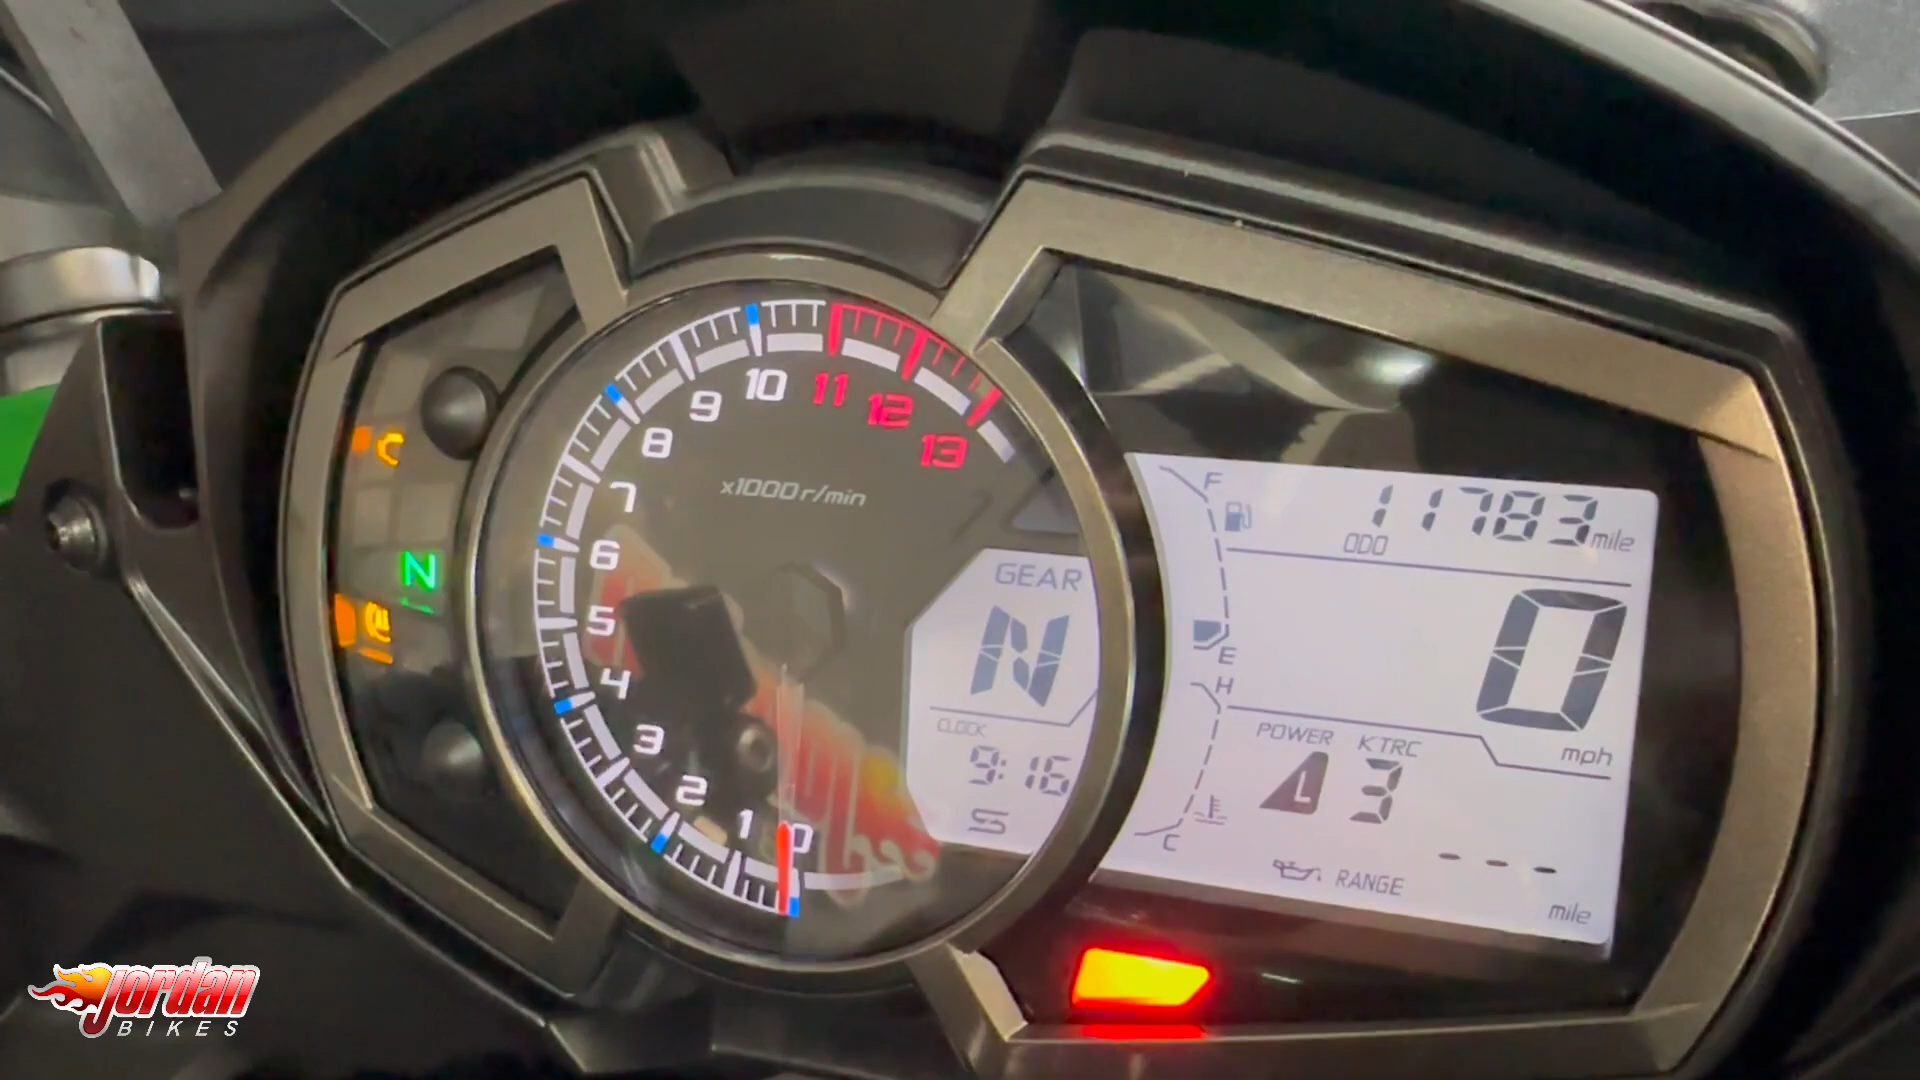 10
11
9
12
8
13
x1000 r/min
7
6
5
4
3
2
1
0
N
GEAR
N
CLOCK
9:16
F
11783 mile
ODO
0
E
H
mph
POWER KTRC
L 3
C
---
RANGE
mile
jordan
BIKES